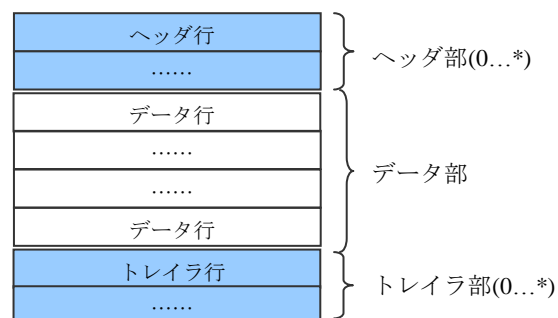 ヘッダ行
……
ヘッダ部(0…*)
データ行
……
……
データ行
データ部
トレイラ行
……
トレイラ部(0…*)